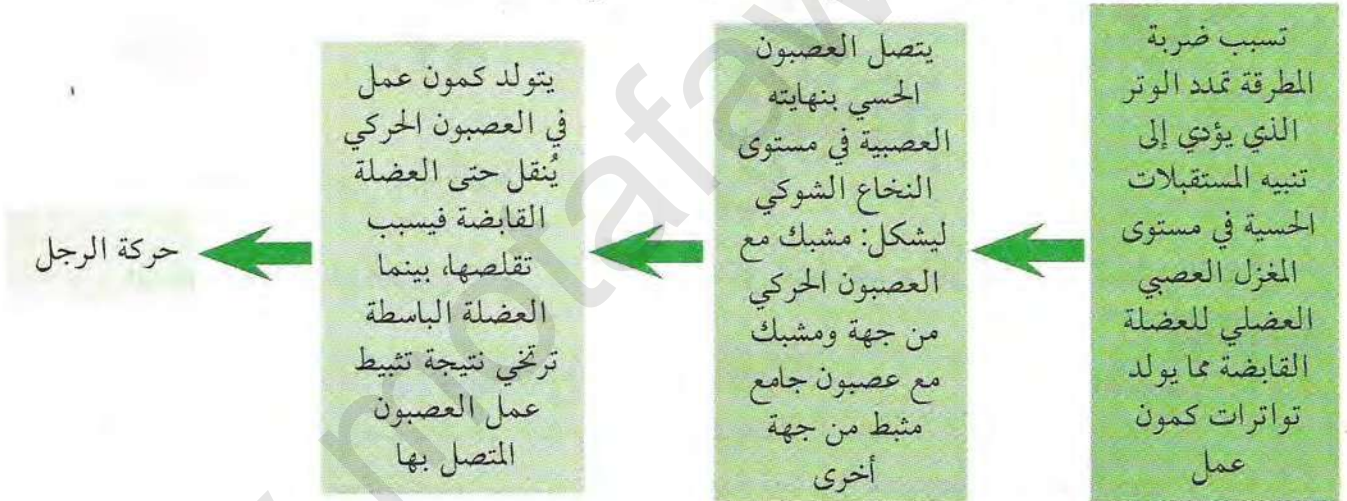 تسبب ضربة
المطرقة تمدد الوتر
الذي يؤدي إلى
تنبيه المستقبلات
الحسية في مستوى
المغزل العصبي
العضلي للعضلة
القابضة مما يولد
تواترات كمون
عمل
يتصل العصبون
الحسي بنهايته
العصبية في مستوى
النخاع الشوكي
ليشكل: مشبك مع
العصبون الحركي
من جهة ومشبك
مع عصبون جامع
مثبط من جهة
أخرى
يتولد كمون عمل
في العصبون الحركي
يُنقل حتى العضلة
القابضة فيسبب
تقلصها، بينما
العضلة الباسطة
ترتخي نتيجة تثبيط
عمل العصبون
المتصل بها
حركة الرجل